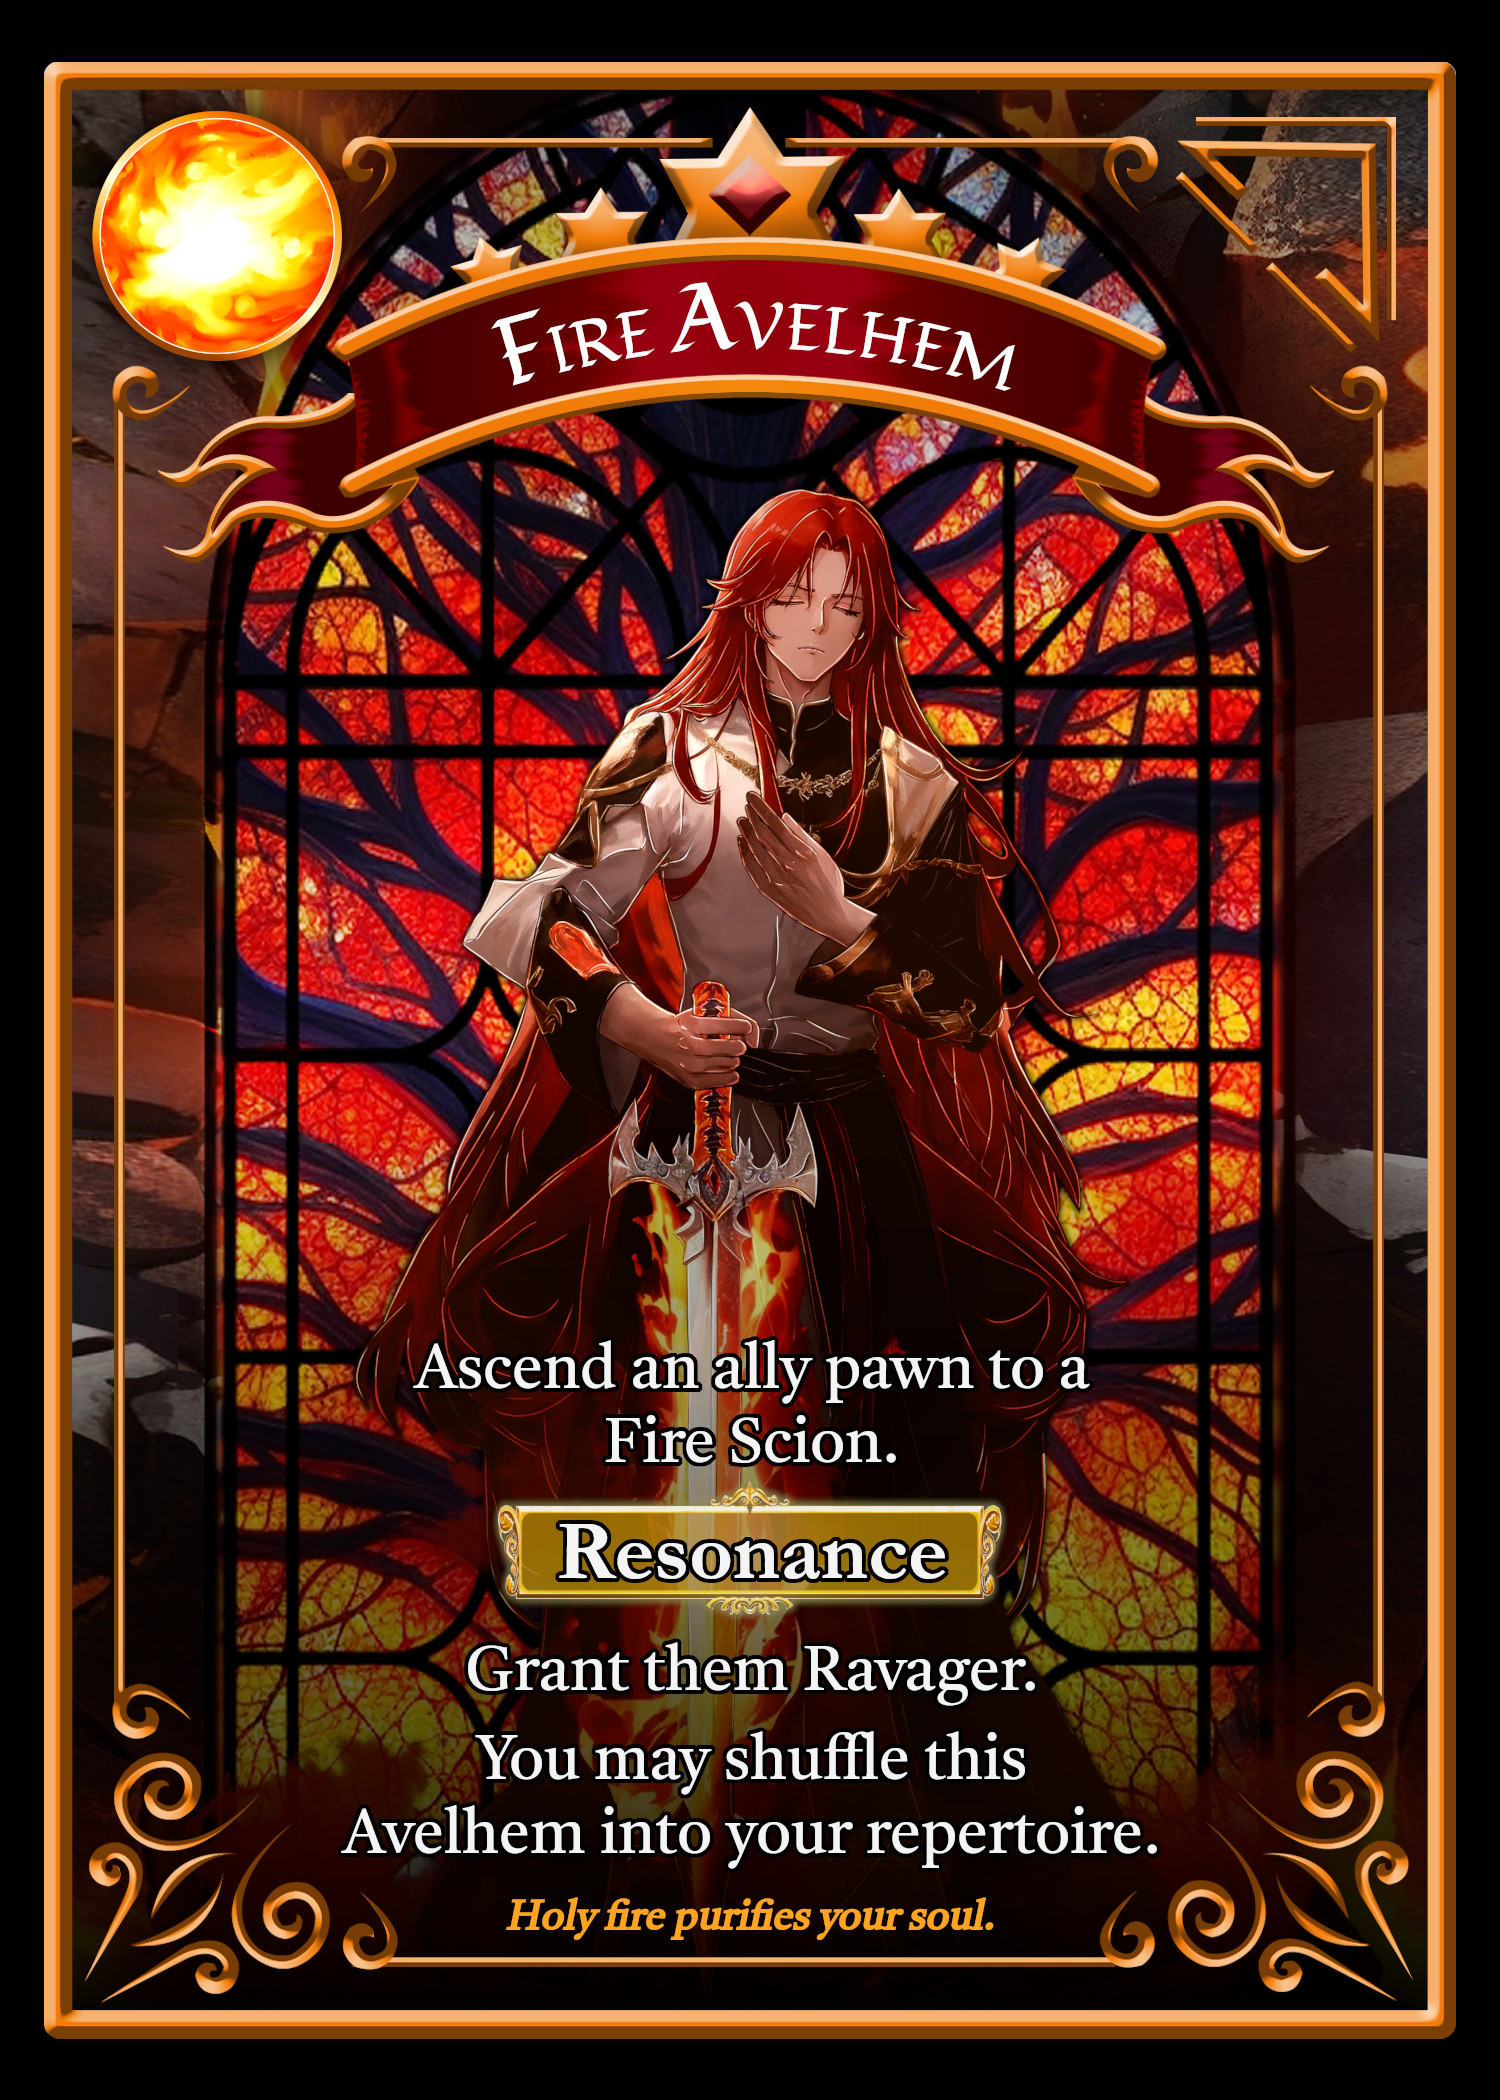 Fire Avelhem
Ascend an ally pawn to a
Fire Scion.
Resonance
Grant them Ravager.
You may shuffle this
Avelhem into your repertoire.
Holy fire purifies your soul.